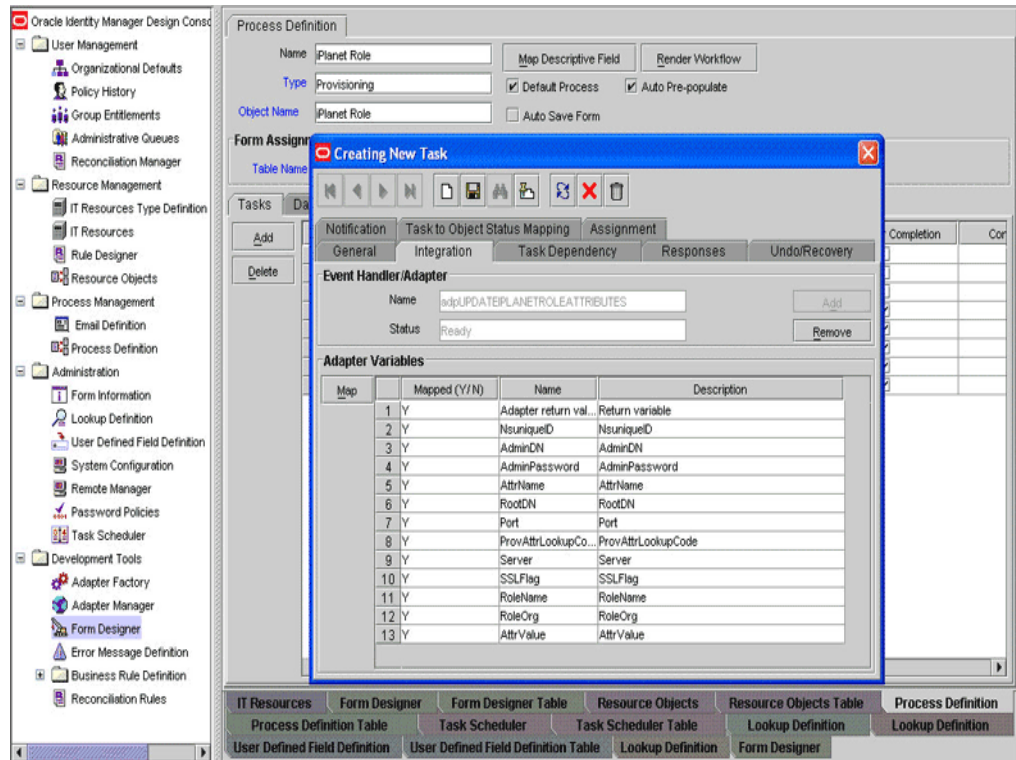 Oracle Identity Manager Design Consc
User Management
Organizational Defaults
Policy History
Group Entitlements
Administrative Queues
Reconciliation Manager
Resource Management
IT Resources Type Definition
IT Resources
Rule Designer
Resource Objects
Process Management
Email Definition
Process Definition
Administration
Form Information
Lookup Definition
User Defined Field Definition
System Configuration
Remote Manager
Password Policies
Task Scheduler
Development Tools
Adapter Factory
Adapter Manager
Form Designer
Error Message Definition
Business Rule Definition
Reconciliation Rules
Process Definition
Name iPlanet Role Map Descriptive Field Render Workflow
Type Provisioning Default Process Auto Pre-populate
Object Name iPlanet Role Auto Save Form
Form Assignm
Table Name
Tasks Da
Add
Delete
Completion Cor
Creating New Task
Notification Task to Object Status Mapping Assignment
General Integration Task Dependency Responses Undo/Recovery
Event Handler/Adapter
Name adpUPDATEIPLANETROLEATTRIBUTES Add
Status Ready Remove
Adapter Variables
Map Mapped (Y/N) Name Description
1 Y Adapter return val... Return variable
2 Y NsuniqueID NsuniqueID
3 Y AdminDN AdminDN
4 Y AdminPassword AdminPassword
5 Y AttrName AttrName
6 Y RootDN RootDN
7 Y Port Port
8 Y ProvAttrLookupCo... ProvAttrLookupCode
9 Y Server Server
10 Y SSLFlag SSLFlag
11 Y RoleName RoleName
12 Y RoleOrg RoleOrg
13 Y AttrValue AttrValue
IT Resources Form Designer Form Designer Table Resource Objects Resource Objects Table Process Definition
Process Definition Table Task Scheduler Task Scheduler Table Lookup Definition Lookup Definition
User Defined Field Definition User Defined Field Definition Table Lookup Definition Form Designer